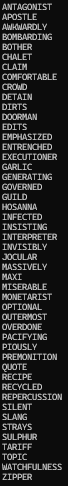 ANTAGONIST
APOSTLE
AWKWARDLY
BOMBARDING
BOTHER
CHALET
CLAIM
COMFORTABLE
CROWD
DETAIN
DIRTS
DOORMAN
EDITS
EMPHASIZED
ENTRENCHED
EXECUTIONER
GARLIC
GENERATING
GOVERNED
GUILD
HOSANNA
INFECTED
INSISTING
INTERPRETER
INVISIBLY
JOCULAR
MASSIVELY
MAXI
MISERABLE
MONETARIST
OPTIONAL
OUTERMOST
OVERDONE
PACIFYING
PIOUSLY
PREMONITION
QUOTE
RECIPE
RECYCLED
REPERCUSSION
SILENT
SLANG
STRAYS
SULPHUR
TARIFF
TOPIC
WATCHFULNESS
ZIPPER